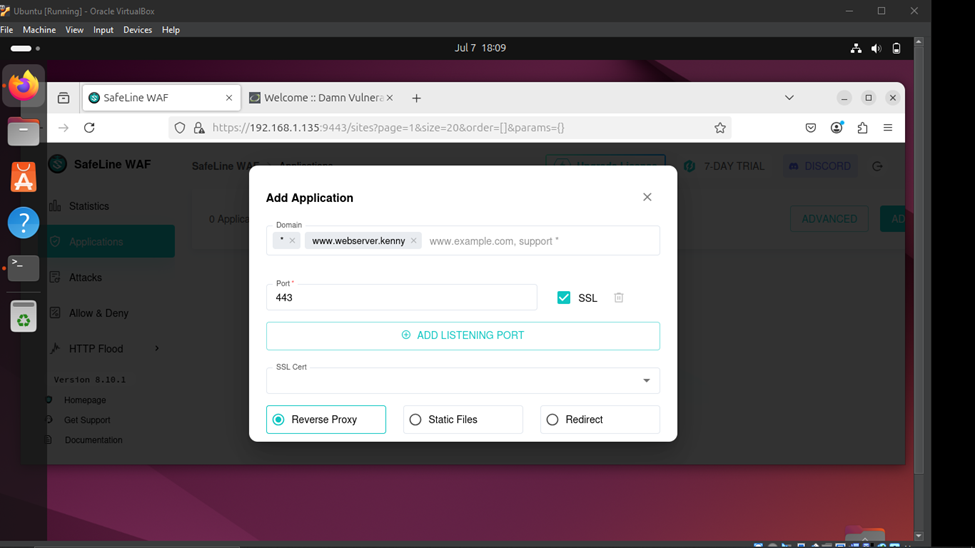 Ubuntu [Running] - Oracle VirtualBox
File Machine View Input Devices Help
Jul 7 18:09
SafeLine WAF
Welcome :: Damn Vulnera
https://192.168.1.135:9443/sites?page=1&size=20&order=[]&params={}
SafeLine WAF
7-DAY TRIAL
DISCORD
Statistics
0 Applic
ADVANCED
AD
Applications
Attacks
Allow & Deny
HTTP Flood
Version 8.10.1
Homepage
Get Support
Documentation
Add Application
Domain
* www.webserver.kenny www.example.com, support *
Port *
443
SSL
ADD LISTENING PORT
SSL Cert
Reverse Proxy
Static Files
Redirect